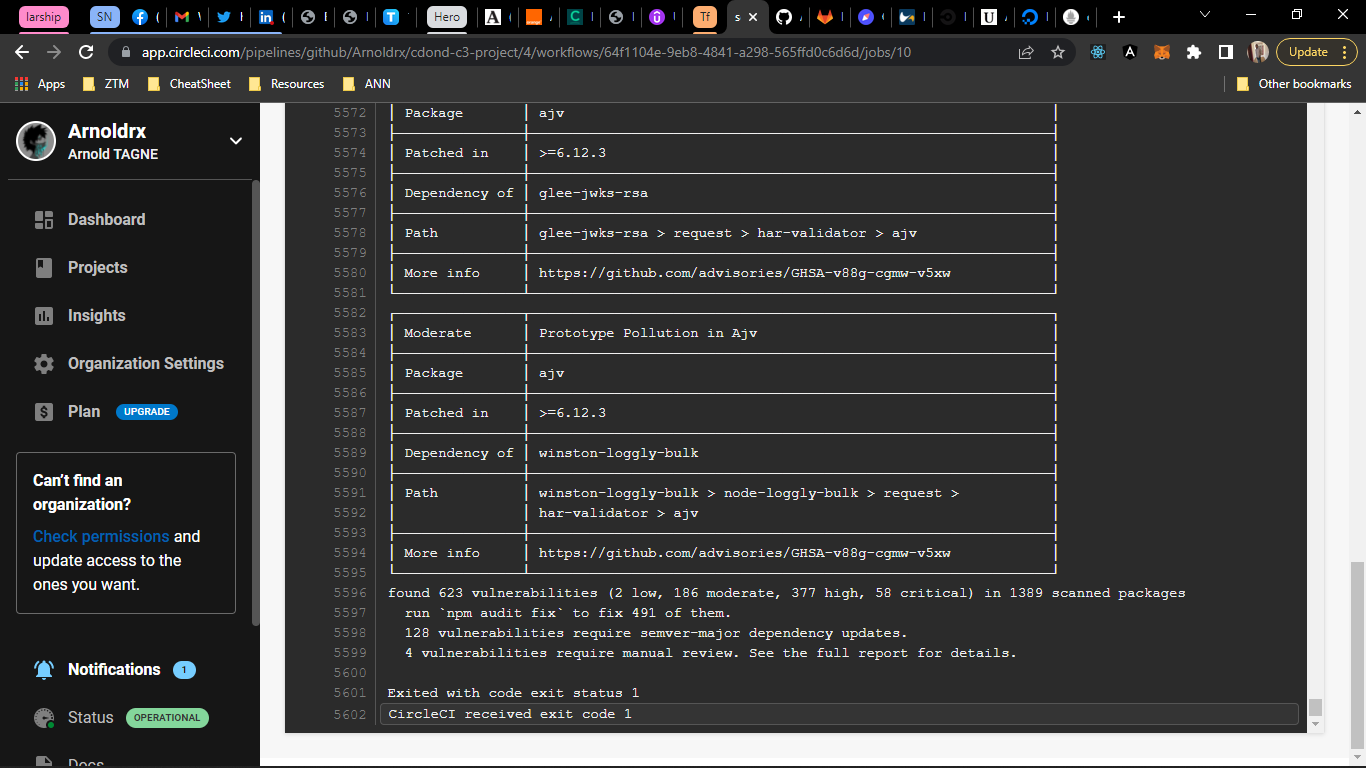 larship
SN
Hero
Tf
s
app.circleci.com/pipelines/github/Arnoldrx/cdond-c3-project/4/workflows/64f1104e-9eb8-4841-a298-565ffd0c6d6d/jobs/10
Update
Apps
ZTM
CheatSheet
Resources
ANN
Other bookmarks
Arnoldrx
Arnold TAGNE
Dashboard
Projects
Insights
Organization Settings
Plan UPGRADE
Can't find an
organization?
Check permissions and
update access to the
ones you want.
Notifications 1
Status OPERATIONAL
Docs
5572 Package ajv
5573
5574 Patched in >=6.12.3
5575
5576 Dependency of glee-jwks-rsa
5577
5578 Path glee-jwks-rsa > request > har-validator > ajv
5579
5580 More info https://github.com/advisories/GHSA-v88g-cgmw-v5xw
5581
5582
5583 Moderate Prototype Pollution in Ajv
5584
5585 Package ajv
5586
5587 Patched in >=6.12.3
5588
5589 Dependency of winston-loggly-bulk
5590
5591 Path winston-loggly-bulk > node-loggly-bulk > request >
5592 har-validator > ajv
5593
5594 More info https://github.com/advisories/GHSA-v88g-cgmw-v5xw
5595
5596 found 623 vulnerabilities (2 low, 186 moderate, 377 high, 58 critical) in 1389 scanned packages
5597 run `npm audit fix` to fix 491 of them.
5598 128 vulnerabilities require semver-major dependency updates.
5599 4 vulnerabilities require manual review. See the full report for details.
5600
5601 Exited with code exit status 1
5602 CircleCI received exit code 1